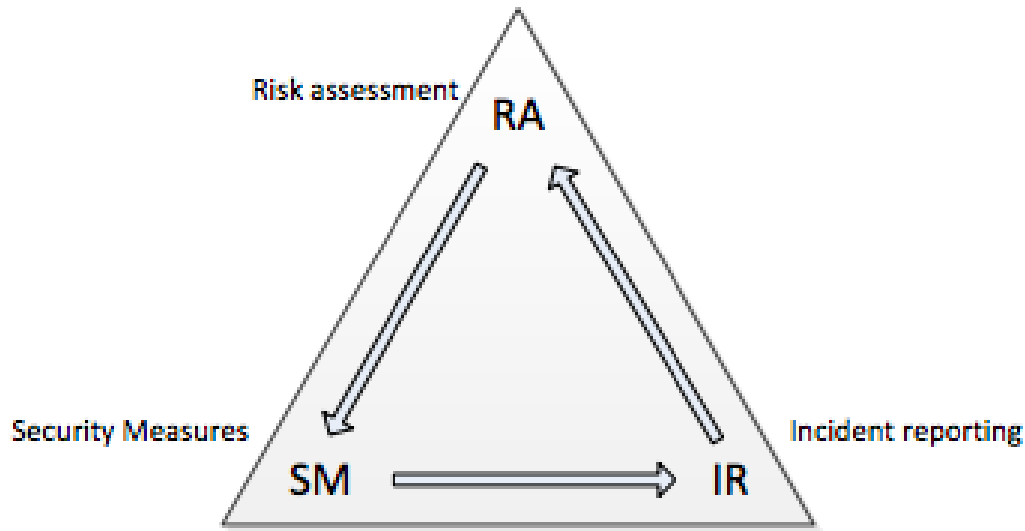 Risk assessment
RA
Security Measures
SM
Incident reporting
IR